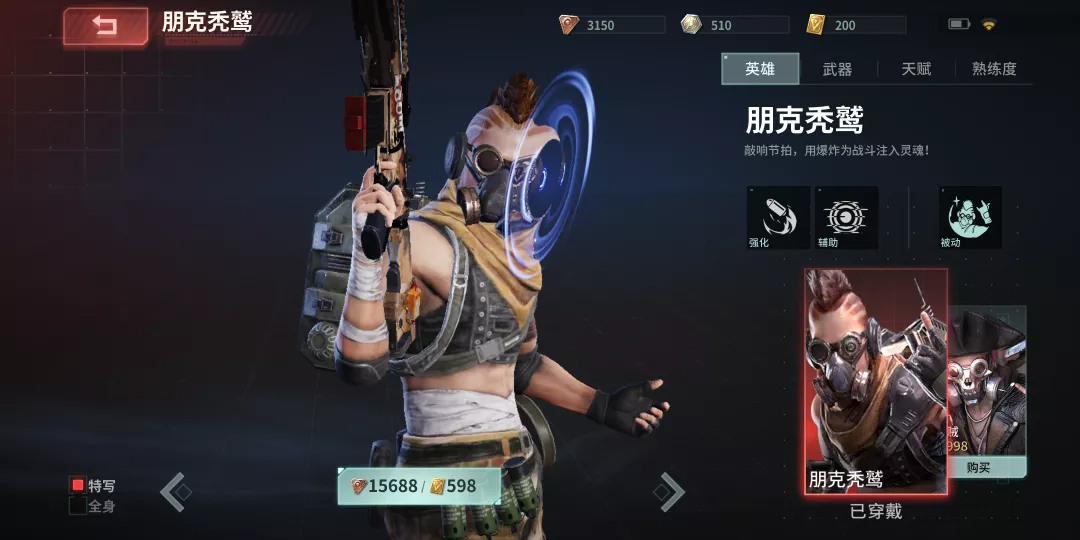 朋克秃鹫
3150
510
200
英雄
武器
天赋
熟练度
朋克秃鹫
敲响节拍，用爆炸为战斗注入灵魂！
强化
辅助
被动
贼
998
购买
朋克秃鹫
已穿戴
15688 / 598
特写
全身